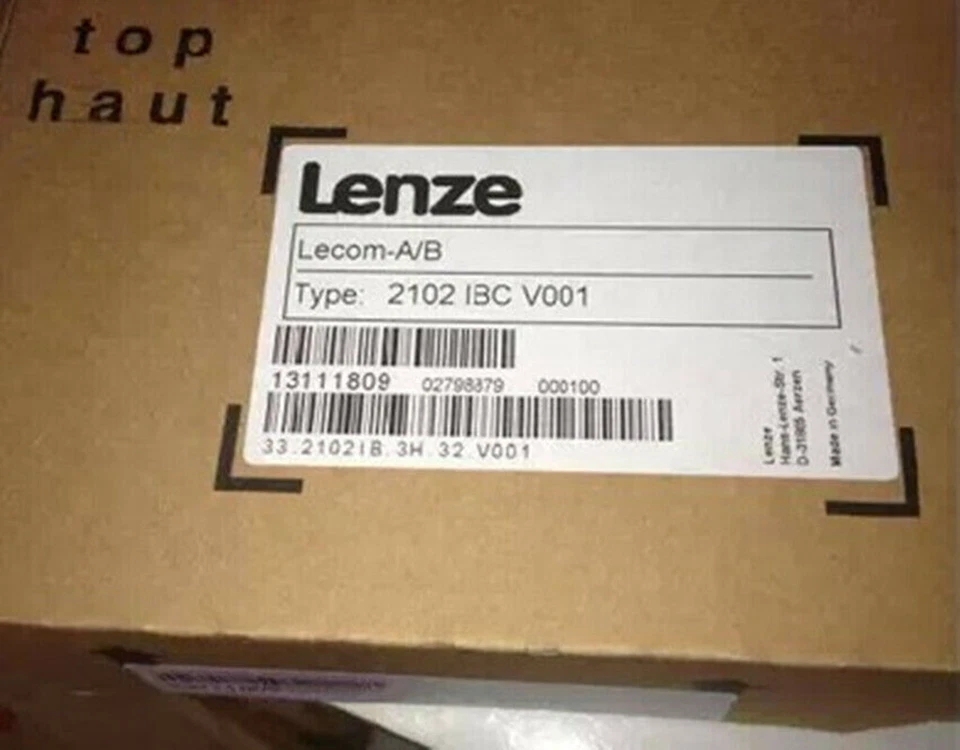 top
haut
Lenze
Lecom-A/B
Type: 2102 IBC V001
13111809 02798879 000100
33.2102IB.3H.32.V001
Lenze
Hans-Lenze-Str. 1
D-31855 Aerzen
Made in Germany